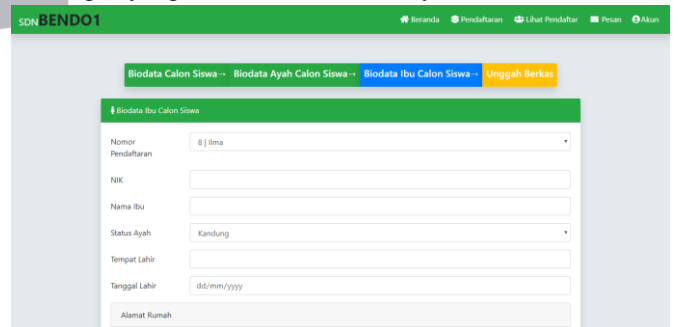 SDNBENDO1 Beranda Pendaftaran Lihat Pendaftar Pesan Akun
Biodata Calon Siswa→ Biodata Ayah Calon Siswa→ Biodata Ibu Calon Siswa→ Unggah Berkas
Biodata Ibu Calon Siswa
Nomor Pendaftaran 8 | Ilma
NIK
Nama Ibu
Status Ayah Kandung
Tempat Lahir
Tanggal Lahir dd/mm/yyyy
Alamat Rumah